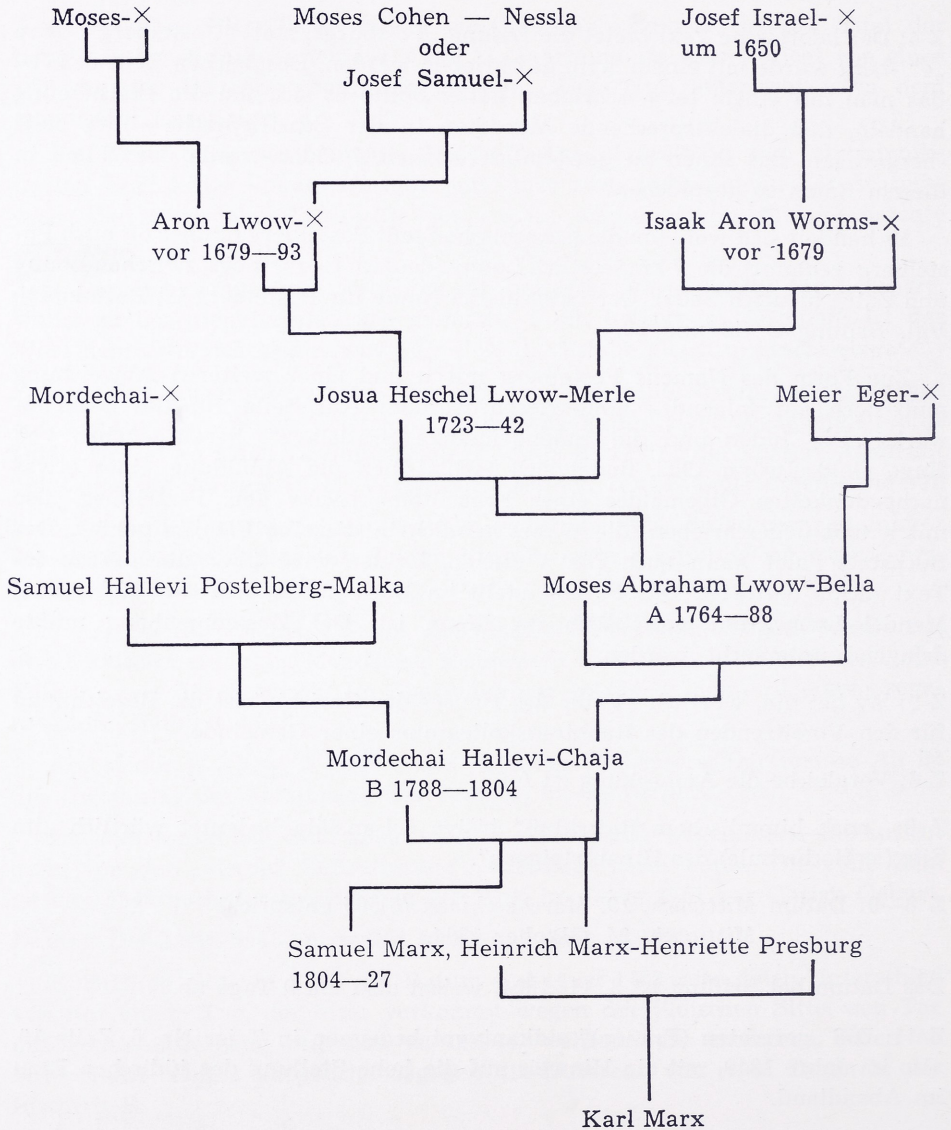 Moses-×
Moses Cohen — Nessla
oder
Josef Samuel-×
Josef Israel-×
um 1650
Aron Lwow-×
vor 1679—93
Isaak Aron Worms-×
vor 1679
Mordechai-×
Josua Heschel Lwow-Merle
1723—42
Meier Eger-×
Samuel Hallevi Postelberg-Malka
Moses Abraham Lwow-Bella
A 1764—88
Mordechai Hallevi-Chaja
B 1788—1804
Samuel Marx, Heinrich Marx-Henriette Presburg
1804—27
Karl Marx